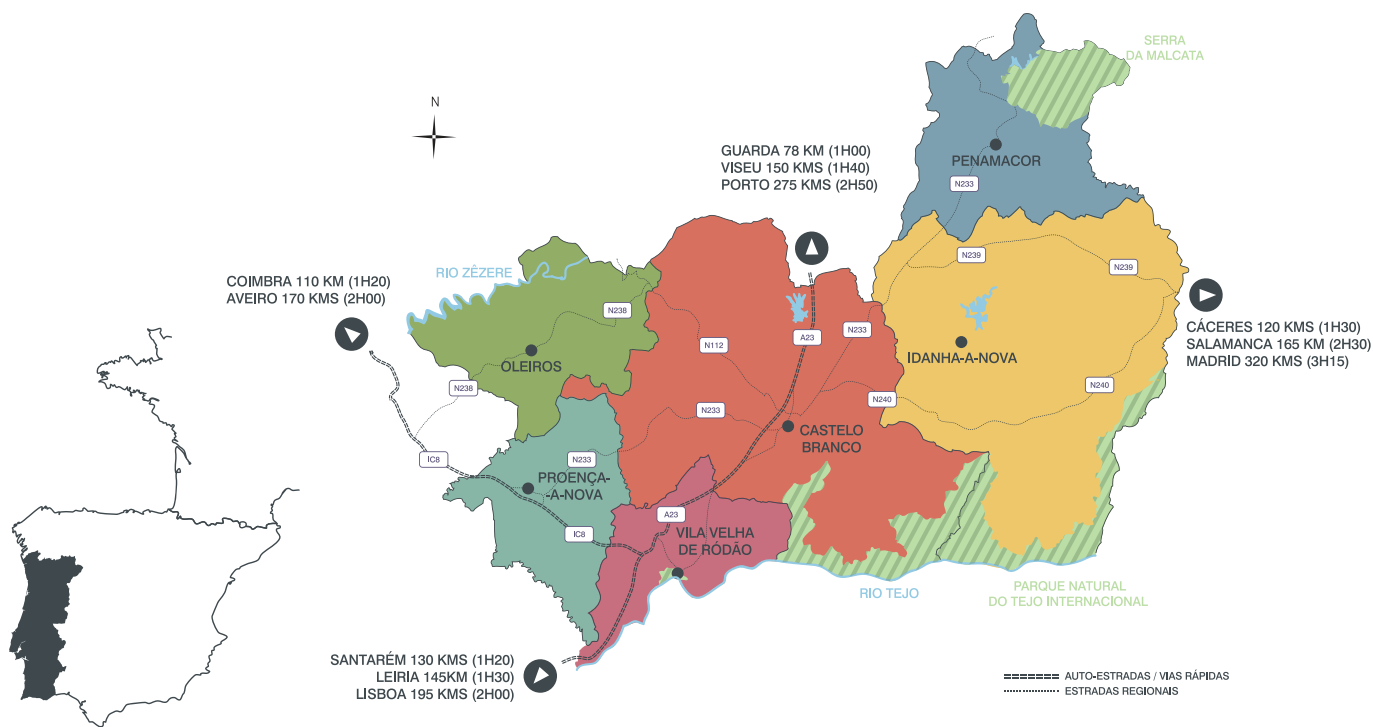 SERRA
DA MALCATA
N
GUARDA 78 KM (1H00)
VISEU 150 KMS (1H40)
PORTO 275 KMS (2H50)
PENAMACOR
N233
RIO ZÊZERE
COIMBRA 110 KM (1H20)
AVEIRO 170 KMS (2H00)
N239
N239
N238
N112
A23
N233
CÁCERES 120 KMS (1H30)
SALAMANCA 165 KM (2H30)
MADRID 320 KMS (3H15)
IDANHA-A-NOVA
OLEIROS
N238
N240
N240
N233
CASTELO
BRANCO
IC8
N233
PROENÇA-
-A-NOVA
A23
IC8
VILA VELHA
DE RÓDÃO
RIO TEJO
PARQUE NATURAL
DO TEJO INTERNACIONAL
SANTARÉM 130 KMS (1H20)
LEIRIA 145KM (1H30)
LISBOA 195 KMS (2H00)
AUTO-ESTRADAS / VIAS RÁPIDAS
ESTRADAS REGIONAIS